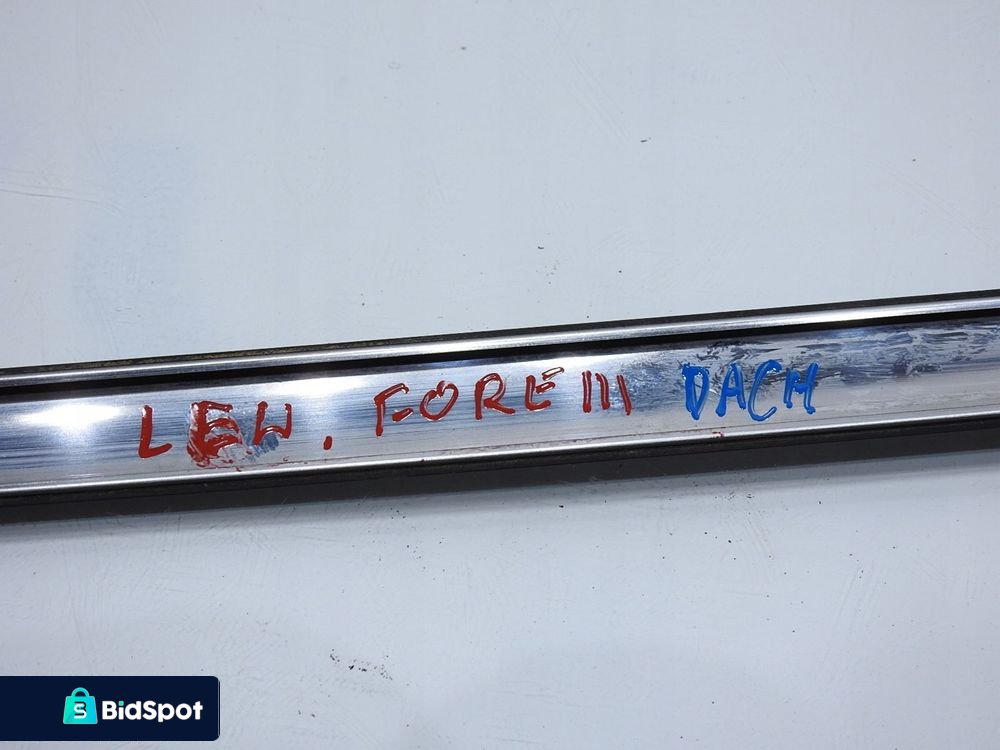 LEW. FORE III DACH
BidSpot